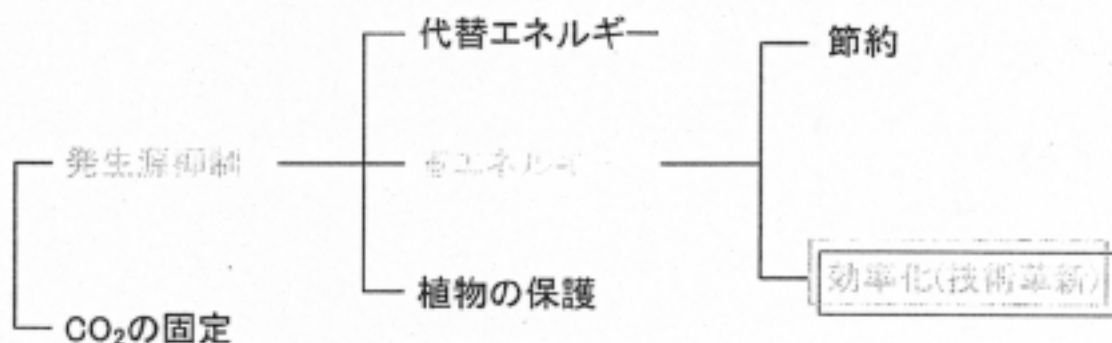 代替エネルギー
節約
発生源抑制
省エネルギー
植物の保護
効率化(技術革新)
CO₂の固定